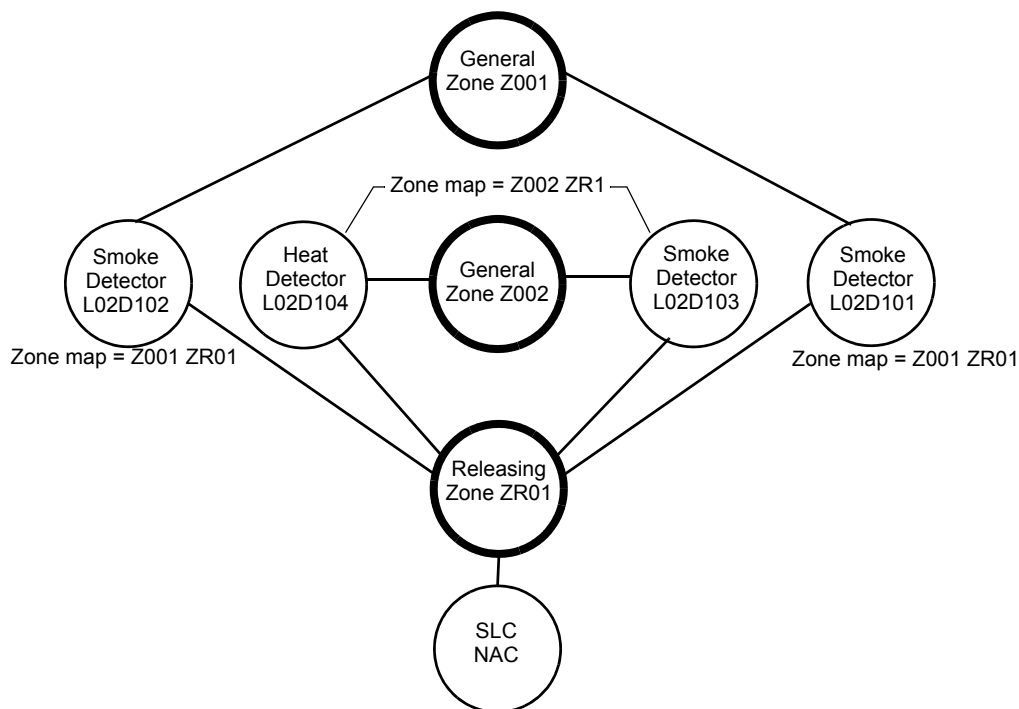 General
Zone Z001
Zone map = Z002 ZR1
Smoke
Detector
L02D102
Heat
Detector
L02D104
General
Zone Z002
Smoke
Detector
L02D103
Smoke
Detector
L02D101
Zone map = Z001 ZR01
Zone map = Z001 ZR01
Releasing
Zone ZR01
SLC
NAC